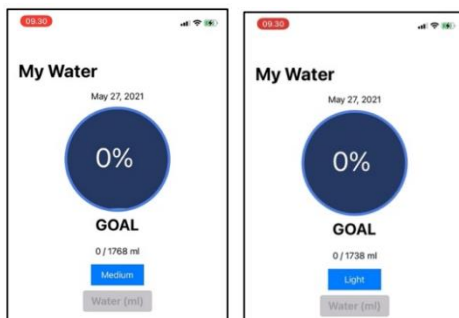 09.30
My Water
May 27, 2021
0%
GOAL
0 / 1768 ml
Medium
Water (ml)
09.30
My Water
May 27, 2021
0%
GOAL
0 / 1738 ml
Light
Water (ml)